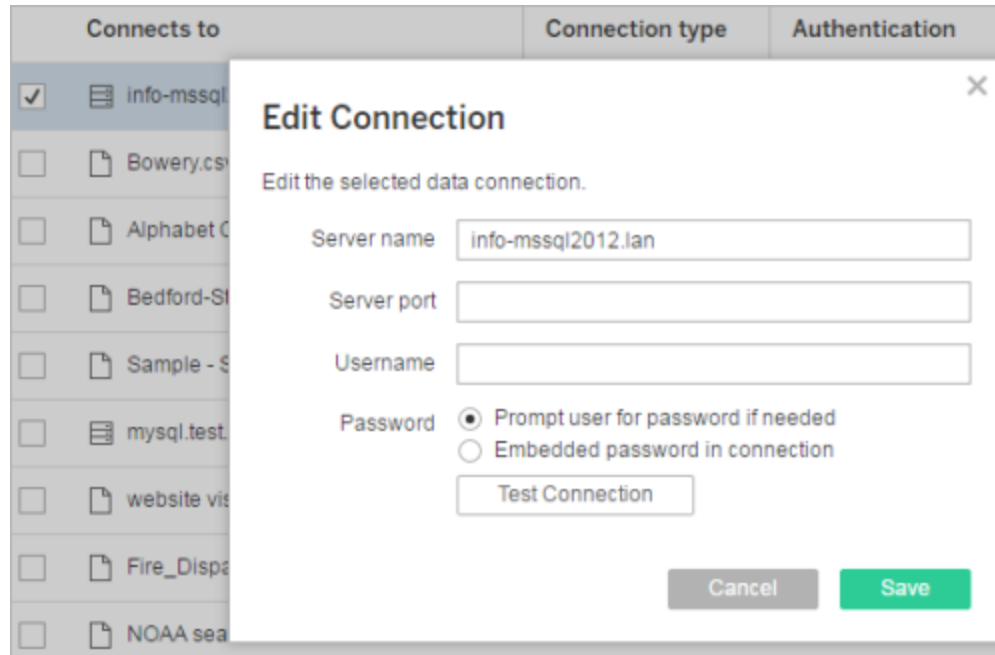 Connects to Connection type Authentication
info-mssql
Bowery.cs
Alphabet
Bedford-St
Sample - S
mysql.test.
website vis
Fire_Dispa
NOAA sea
Edit Connection
Edit the selected data connection.
Server name info-mssql2012.lan
Server port
Username
Password Prompt user for password if needed
Embedded password in connection
Test Connection
Cancel Save